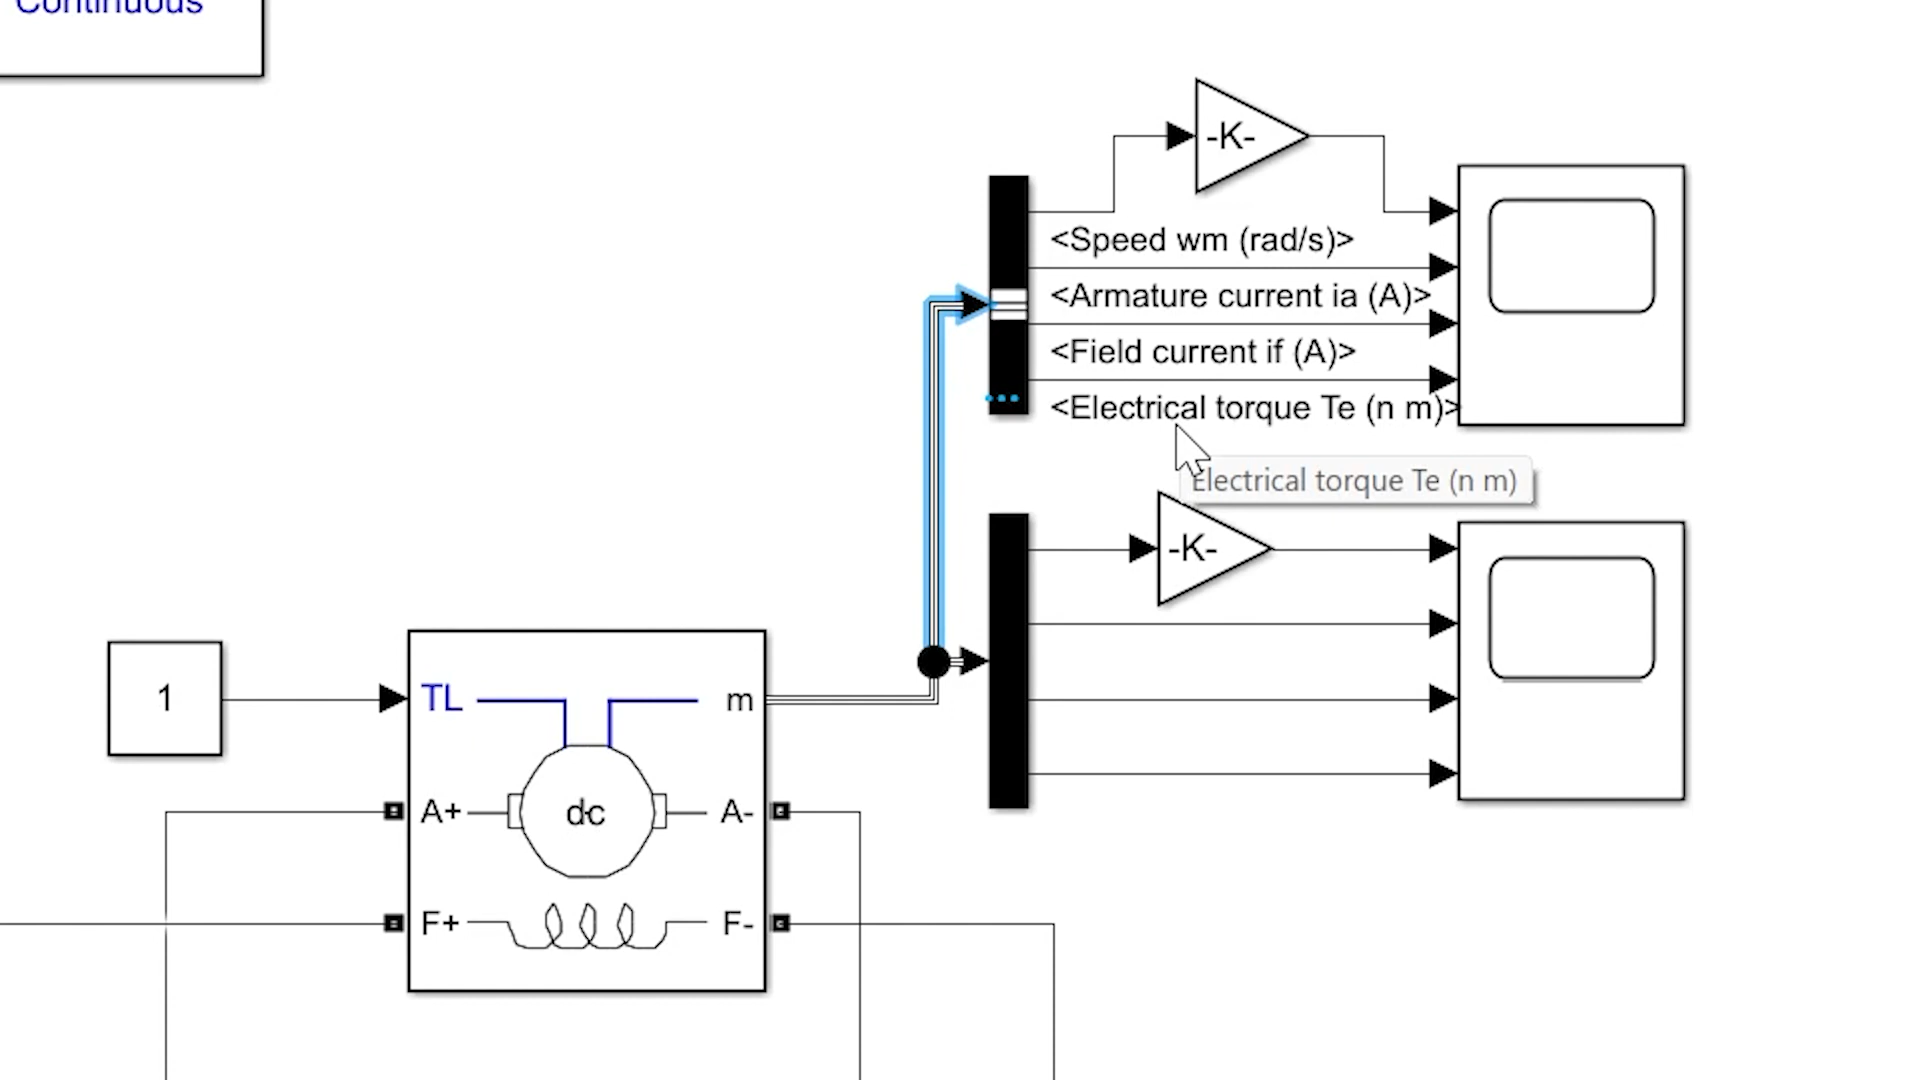 Continuous
-K-
<Speed wm (rad/s)>
<Armature current ia (A)>
<Field current if (A)>
<Electrical torque Te (n m)>
Electrical torque Te (n m)
-K-
1
TL
m
A+
dc
A-
F+
F-